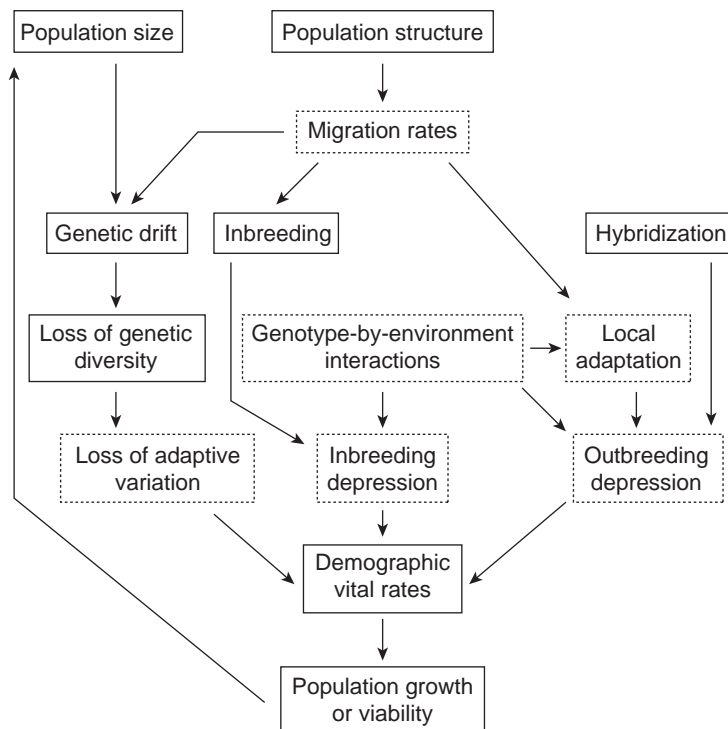 Population size
Population structure
Migration rates
Genetic drift
Inbreeding
Hybridization
Loss of genetic
diversity
Genotype-by-environment
interactions
Local
adaptation
Loss of adaptive
variation
Inbreeding
depression
Outbreeding
depression
Demographic
vital rates
Population growth
or viability